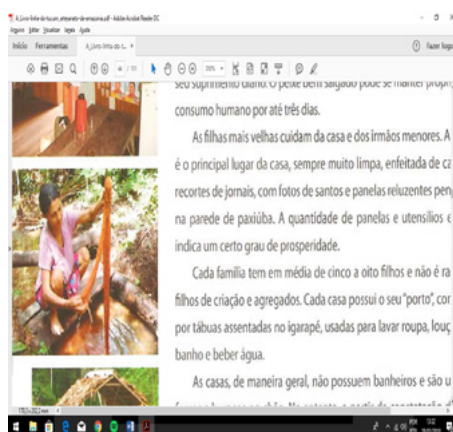 A_Livro-linha-do-tucum_artesanato-da-amazonia.pdf - Adobe Acrobat Reader DC
Arquivo Editar Visualizar Janela Ajuda
Início Ferramentas A_Livro-linha-do-t...
Fazer logo
seu suprimento diário. O peixe bem salgado pode se manter própri
consumo humano por até três dias.
As filhas mais velhas cuidam da casa e dos irmãos menores. A
é o principal lugar da casa, sempre muito limpa, enfeitada de ca
recortes de jornais, com fotos de santos e panelas reluzentes pen
na parede de paxiúba. A quantidade de panelas e utensílios e
indica um certo grau de prosperidade.
Cada família tem em média de cinco a oito filhos e não é ra
filhos de criação e agregados. Cada casa possui o seu "porto", cor
por tábuas assentadas no igarapé, usadas para lavar roupa, louç
banho e beber água.
As casas, de maneira geral, não possuem banheiros e são u